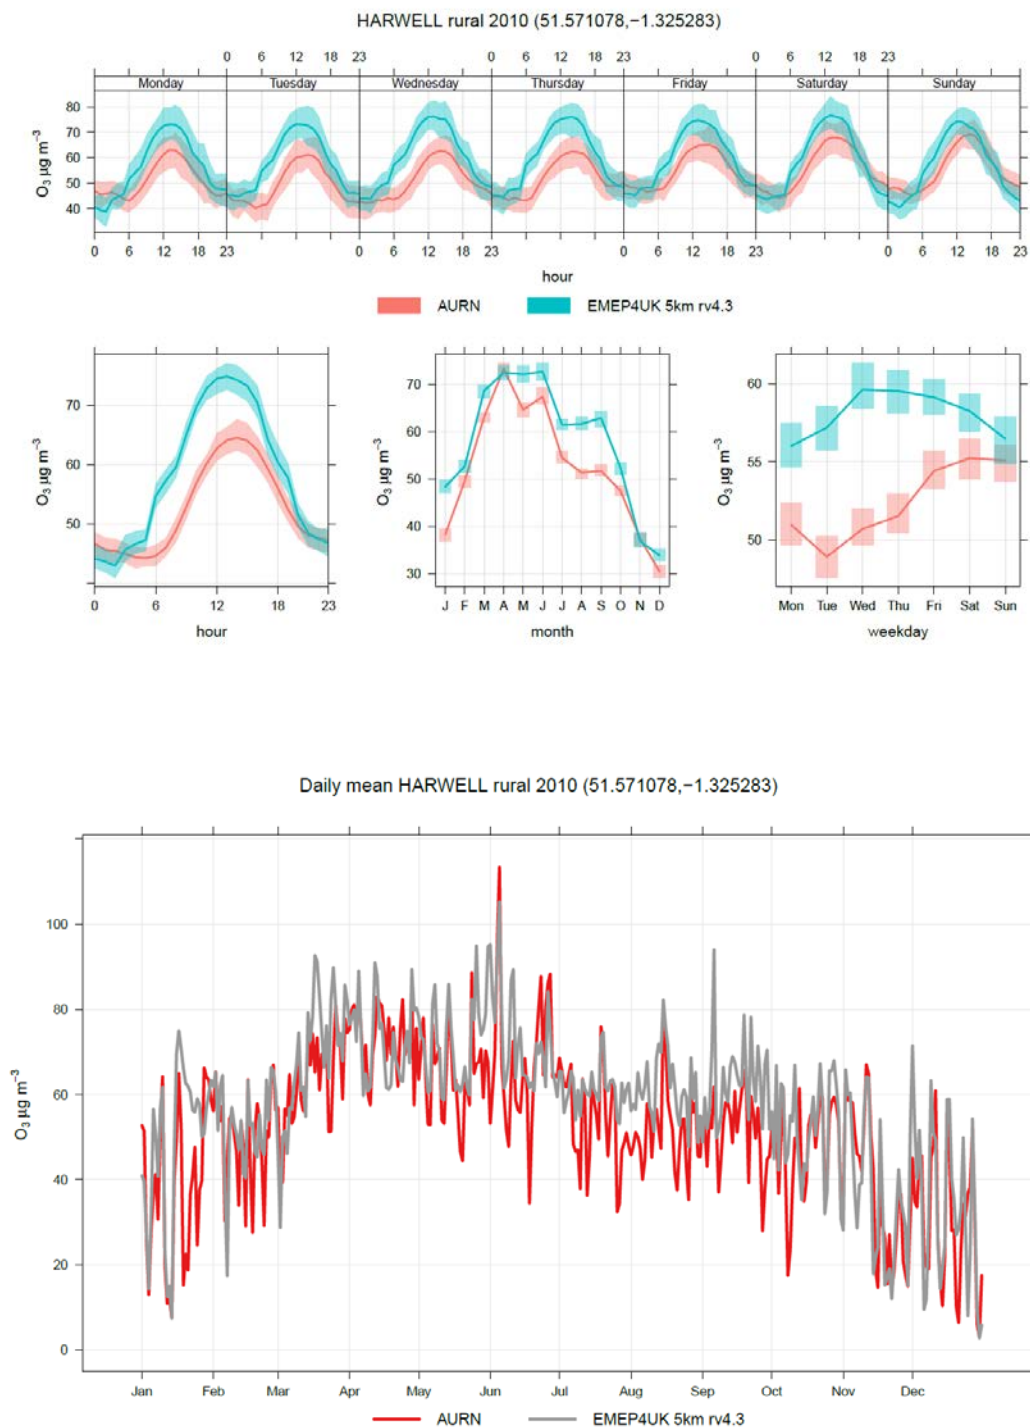 HARWELL rural 2010 (51.571078,−1.325283)
0 6 12 18 23 0 6 12 18 23 0 6 12 18 23
Monday Tuesday Wednesday Thursday Friday Saturday Sunday
80
70
60
50
40
O3 μg m−3
0 6 12 18 23 0 6 12 18 23 0 6 12 18 23 0 6 12 18 23
hour
AURN EMEP4UK 5km rv4.3
70
60
50
O3 μg m−3
0 6 12 18 23
hour
70
60
50
40
30
O3 μg m−3
J F M A M J J A S O N D
month
60
55
50
O3 μg m−3
Mon Tue Wed Thu Fri Sat Sun
weekday
Daily mean HARWELL rural 2010 (51.571078,−1.325283)
100
80
60
40
20
0
O3 μg m−3
Jan Feb Mar Apr May Jun Jul Aug Sep Oct Nov Dec
AURN EMEP4UK 5km rv4.3